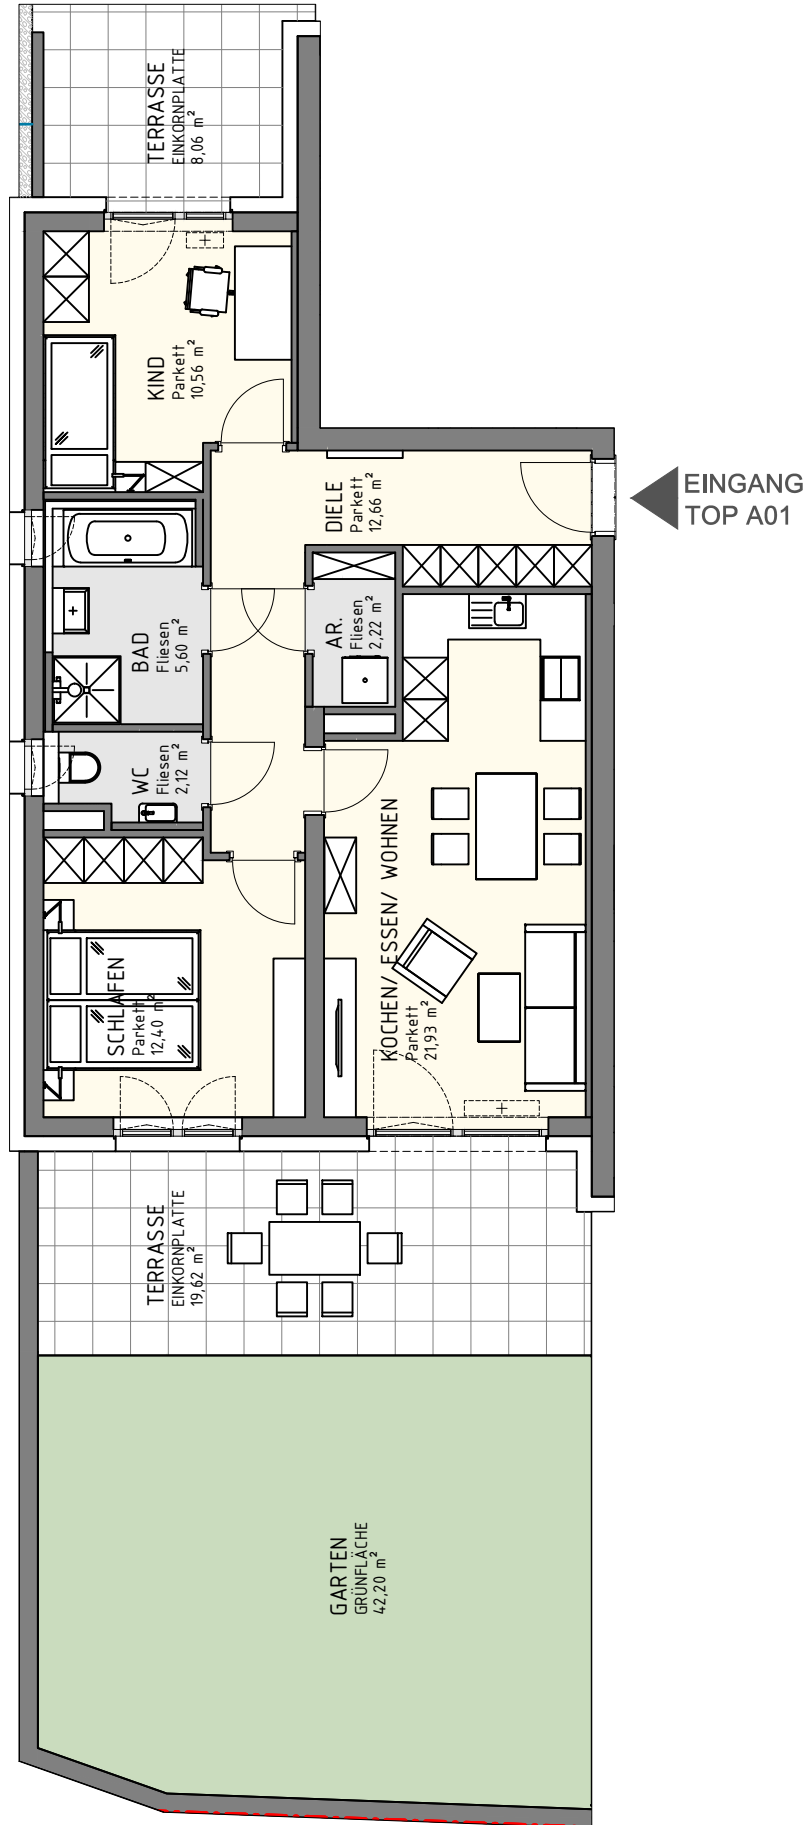 TERRASSE
EINKORNPLATTE
8,06 m²
KIND
Parkett
10,56 m²
DIELE
Parkett
12,66 m²
EINGANG
TOP A01
BAD
Fliesen
5,60 m²
AR.
Fliesen
2,22 m²
WC
Fliesen
2,12 m²
KOCHEN/ ESSEN/ WOHNEN
Parkett
21,93 m²
SCHLAFEN
Parkett
12,40 m²
TERRASSE
EINKORNPLATTE
19,62 m²
GARTEN
GRÜNFLÄCHE
42,20 m²